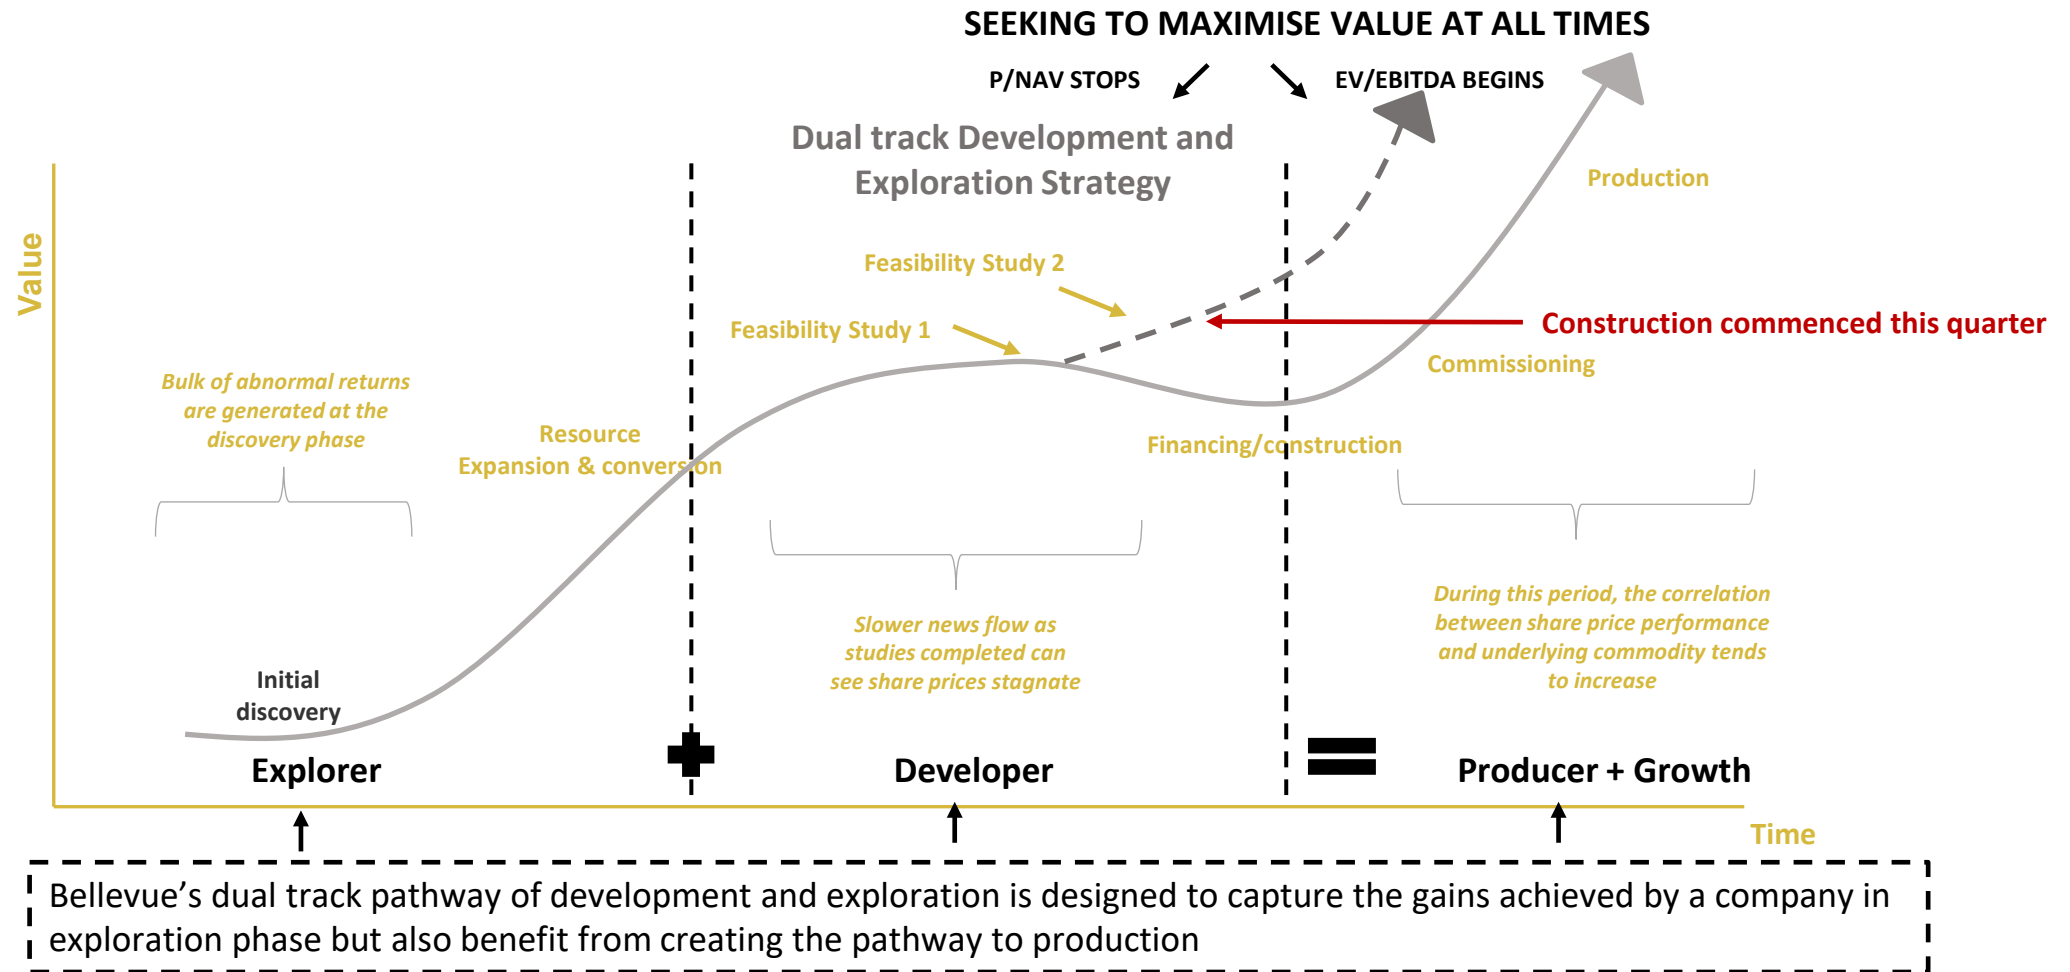 SEEKING TO MAXIMISE VALUE AT ALL TIMES
P/NAV STOPS
EV/EBITDA BEGINS
Dual track Development and
Exploration Strategy
Production
Value
Feasibility Study 2
Feasibility Study 1
Construction commenced this quarter
Commissioning
Bulk of abnormal returns
are generated at the
discovery phase
Resource
Expansion & conversion
Financing/construction
Slower news flow as
studies completed can
see share prices stagnate
During this period, the correlation
between share price performance
and underlying commodity tends
to increase
Initial
discovery
Explorer
Developer
Producer + Growth
Time
Bellevue’s dual track pathway of development and exploration is designed to capture the gains achieved by a company in
exploration phase but also benefit from creating the pathway to production